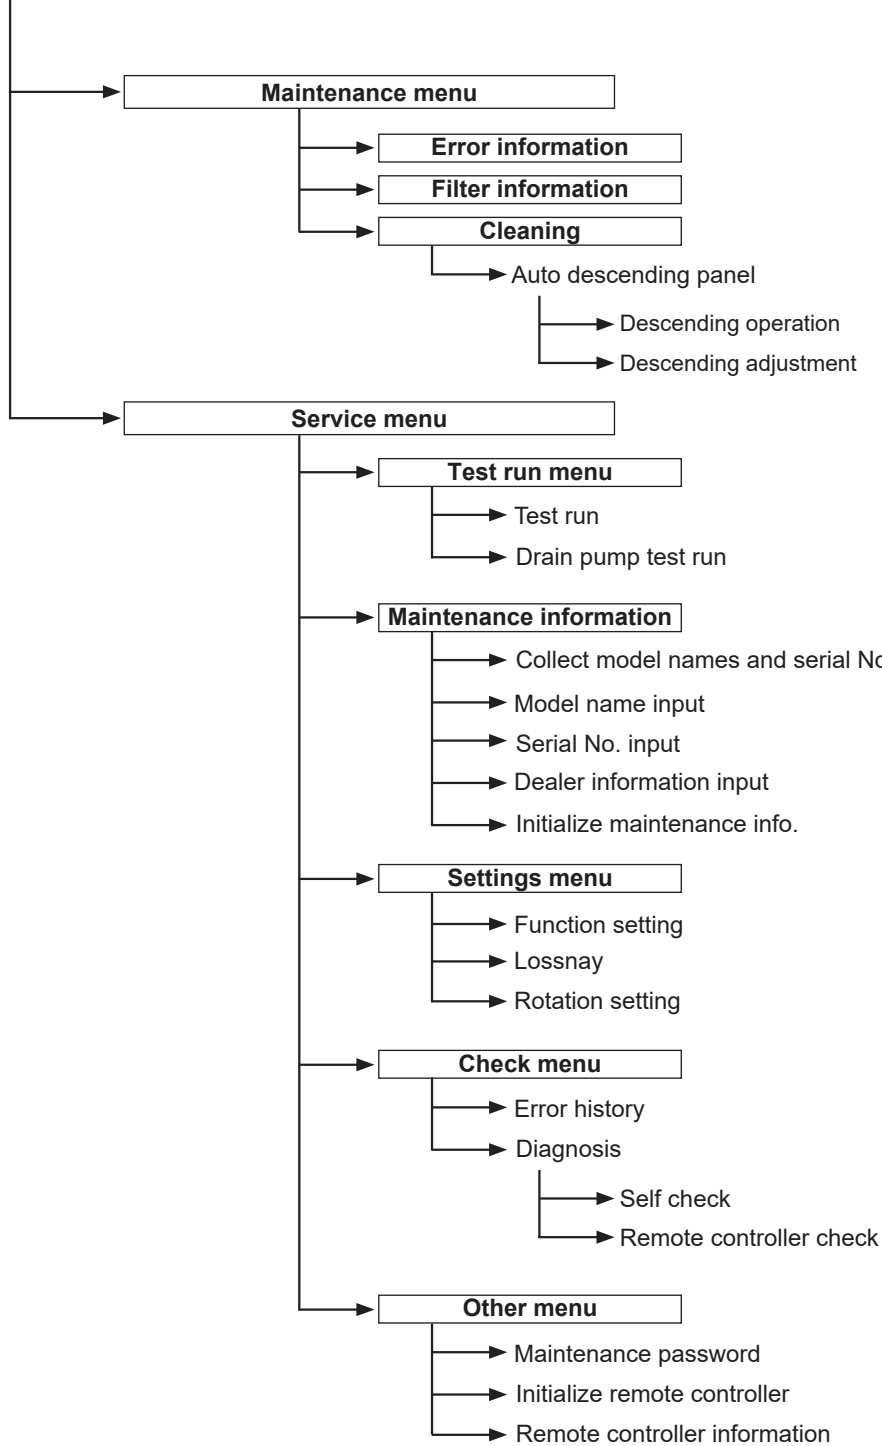 Maintenance menu
Error information
Filter information
Cleaning
Auto descending panel
Descending operation
Descending adjustment
Service menu
Test run menu
Test run
Drain pump test run
Maintenance information
Collect model names and serial
Model name input
Serial No. input
Dealer information input
Initialize maintenance info.
Settings menu
Function setting
Lossnay
Rotation setting
Check menu
Error history
Diagnosis
Self check
Remote controller check
Other menu
Maintenance password
Initialize remote controller
Remote controller information